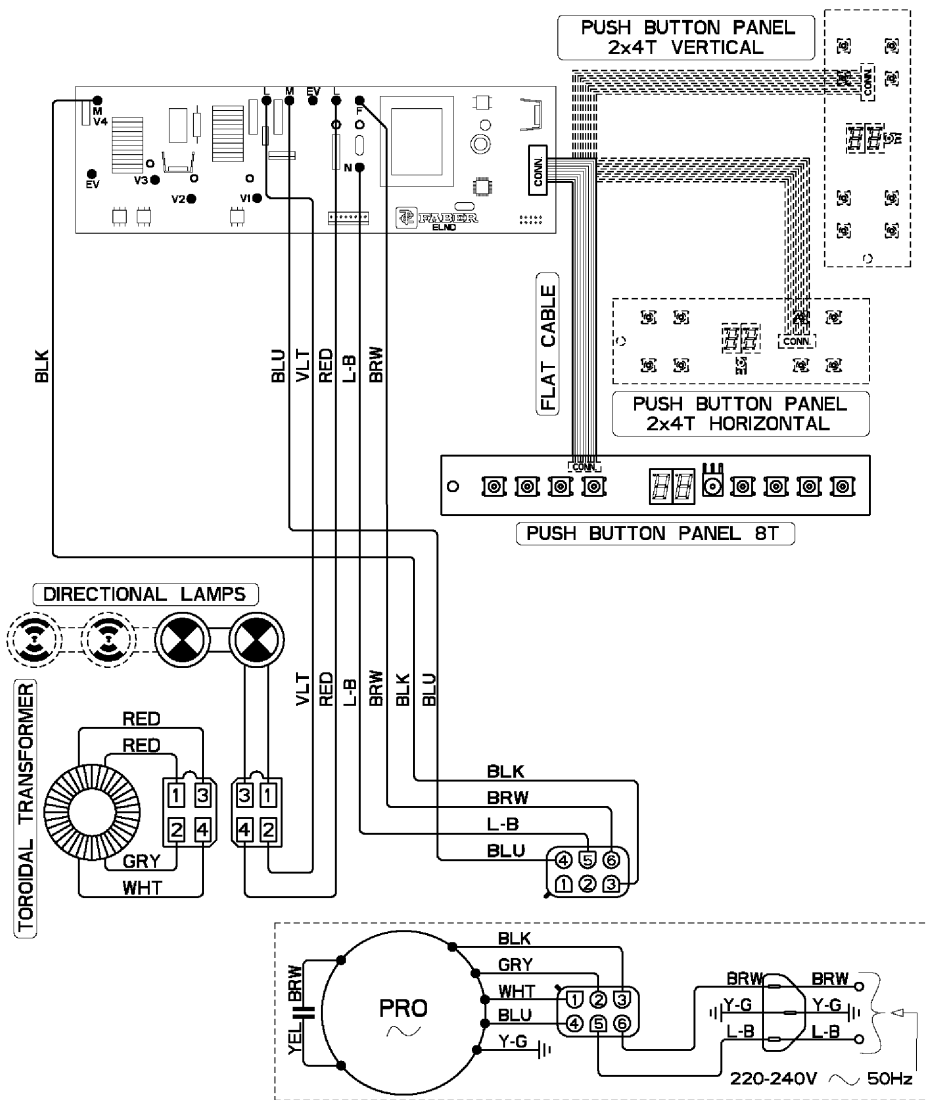 PUSH BUTTON PANEL
2x4T VERTICAL
CONN.
L M EV L
M F
V4
N
EV V3
V2 V1
FABER
ELND
CONN.
CONN.
FLAT CABLE
PUSH BUTTON PANEL
2x4T HORIZONTAL
BLK BLU VLT RED L-B BRW
CONN.
PUSH BUTTON PANEL 8T
DIRECTIONAL LAMPS
TOROIDAL TRANSFORMER
VLT RED L-B BRW BLK BLU
RED
RED
1 3 3 1
2 4 4 2
GRY
WHT
BLK
BRW
L-B
BLU
4 5 6
1 2 3
BLK
GRY
WHT
BLU
Y-G
BRW
YEL
PRO
1 2 3
4 5 6
BRW BRW
Y-G Y-G
L-B L-B
220-240V ~ 50Hz